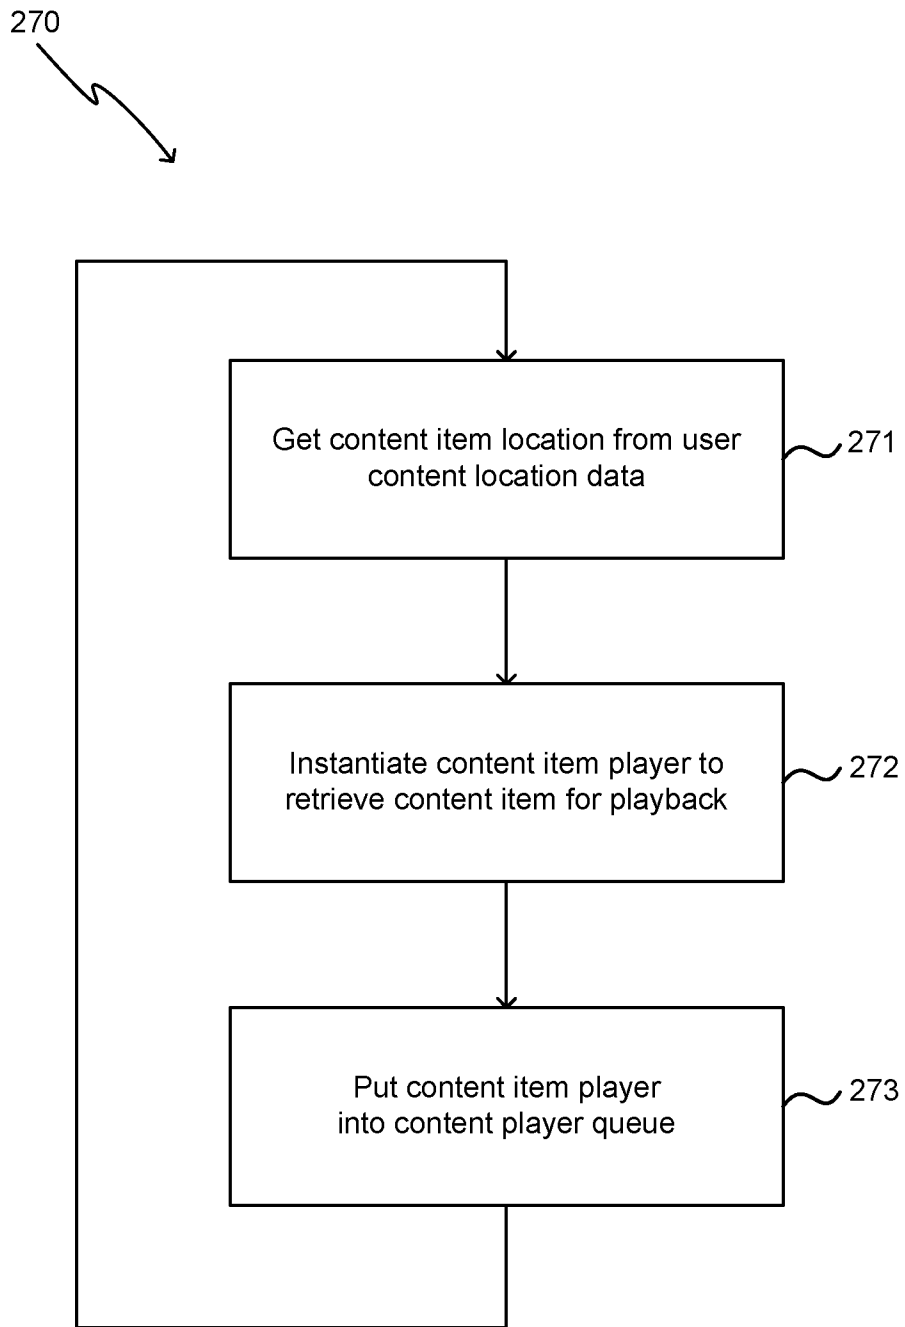 270
Get content item location from user
content location data
271
Instantiate content item player to
retrieve content item for playback
272
Put content item player
into content player queue
273